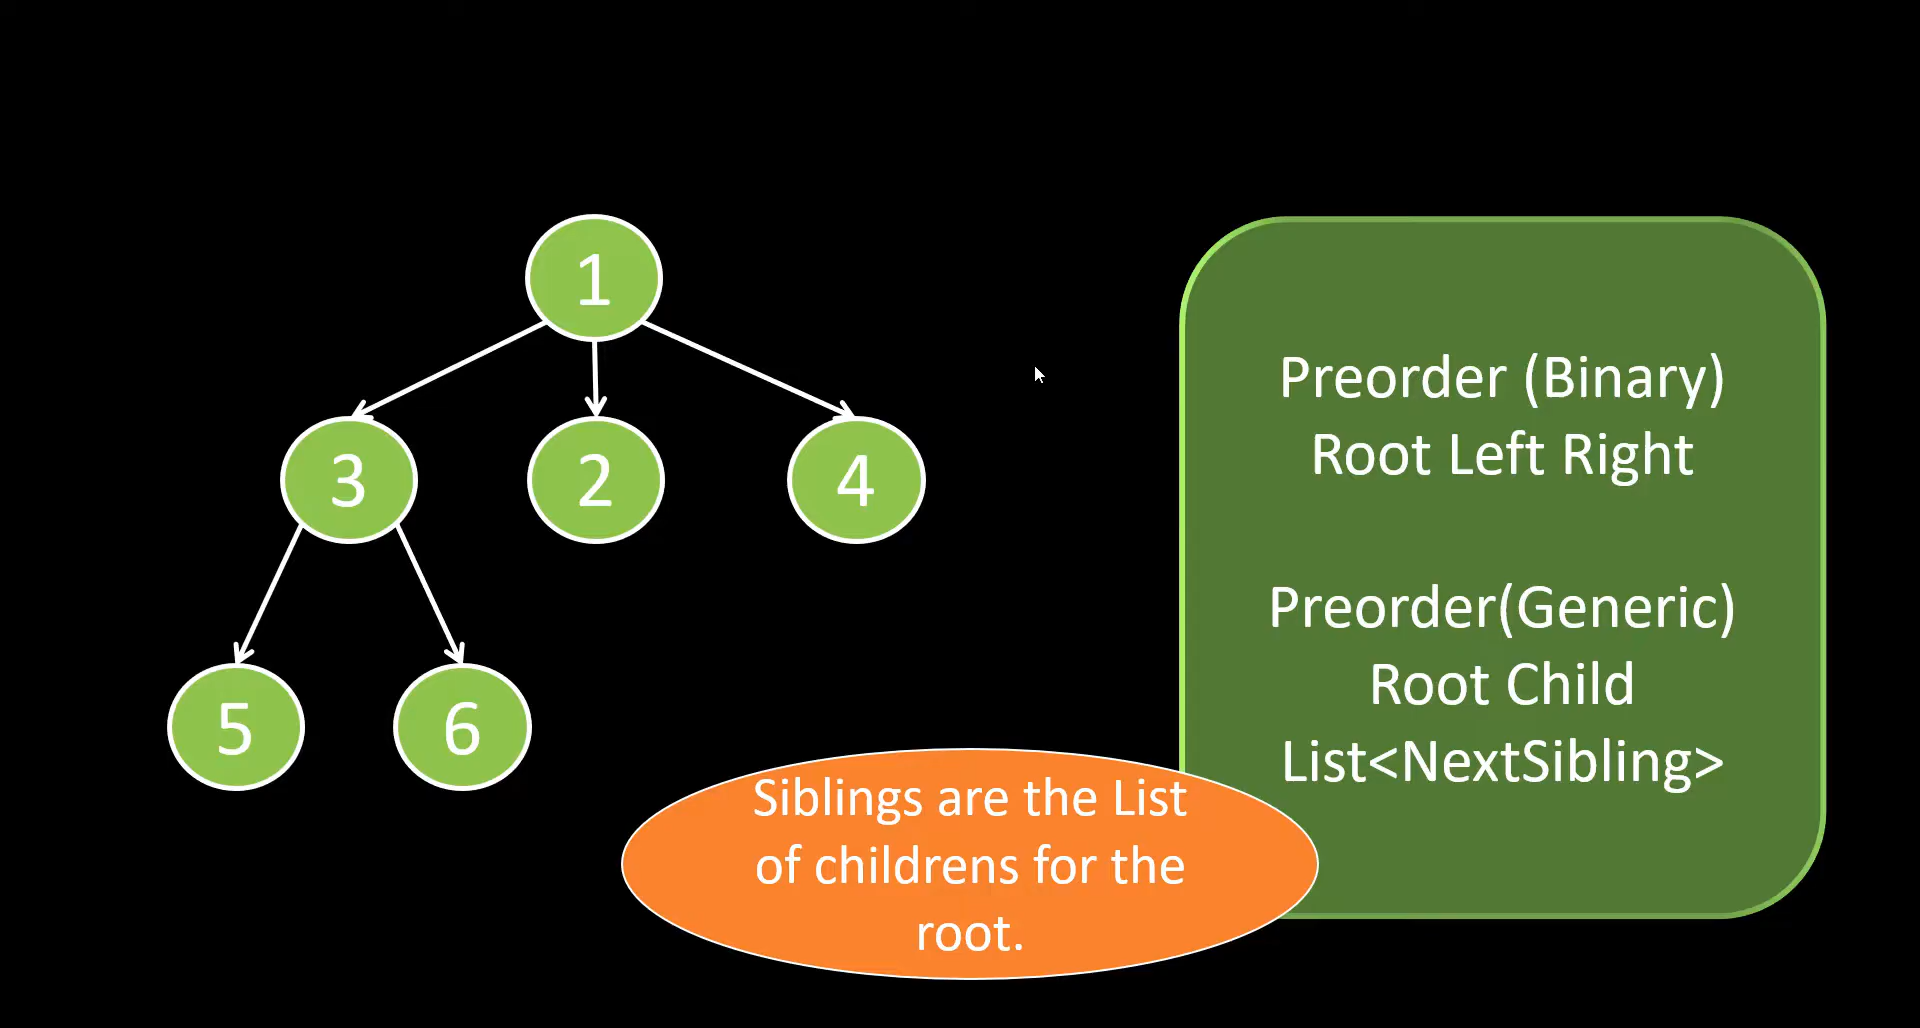 1
3
2
4
5
6
Preorder (Binary)
Root Left Right
Preorder(Generic)
Root Child
List<NextSibling>
Siblings are the List
of childrens for the
root.